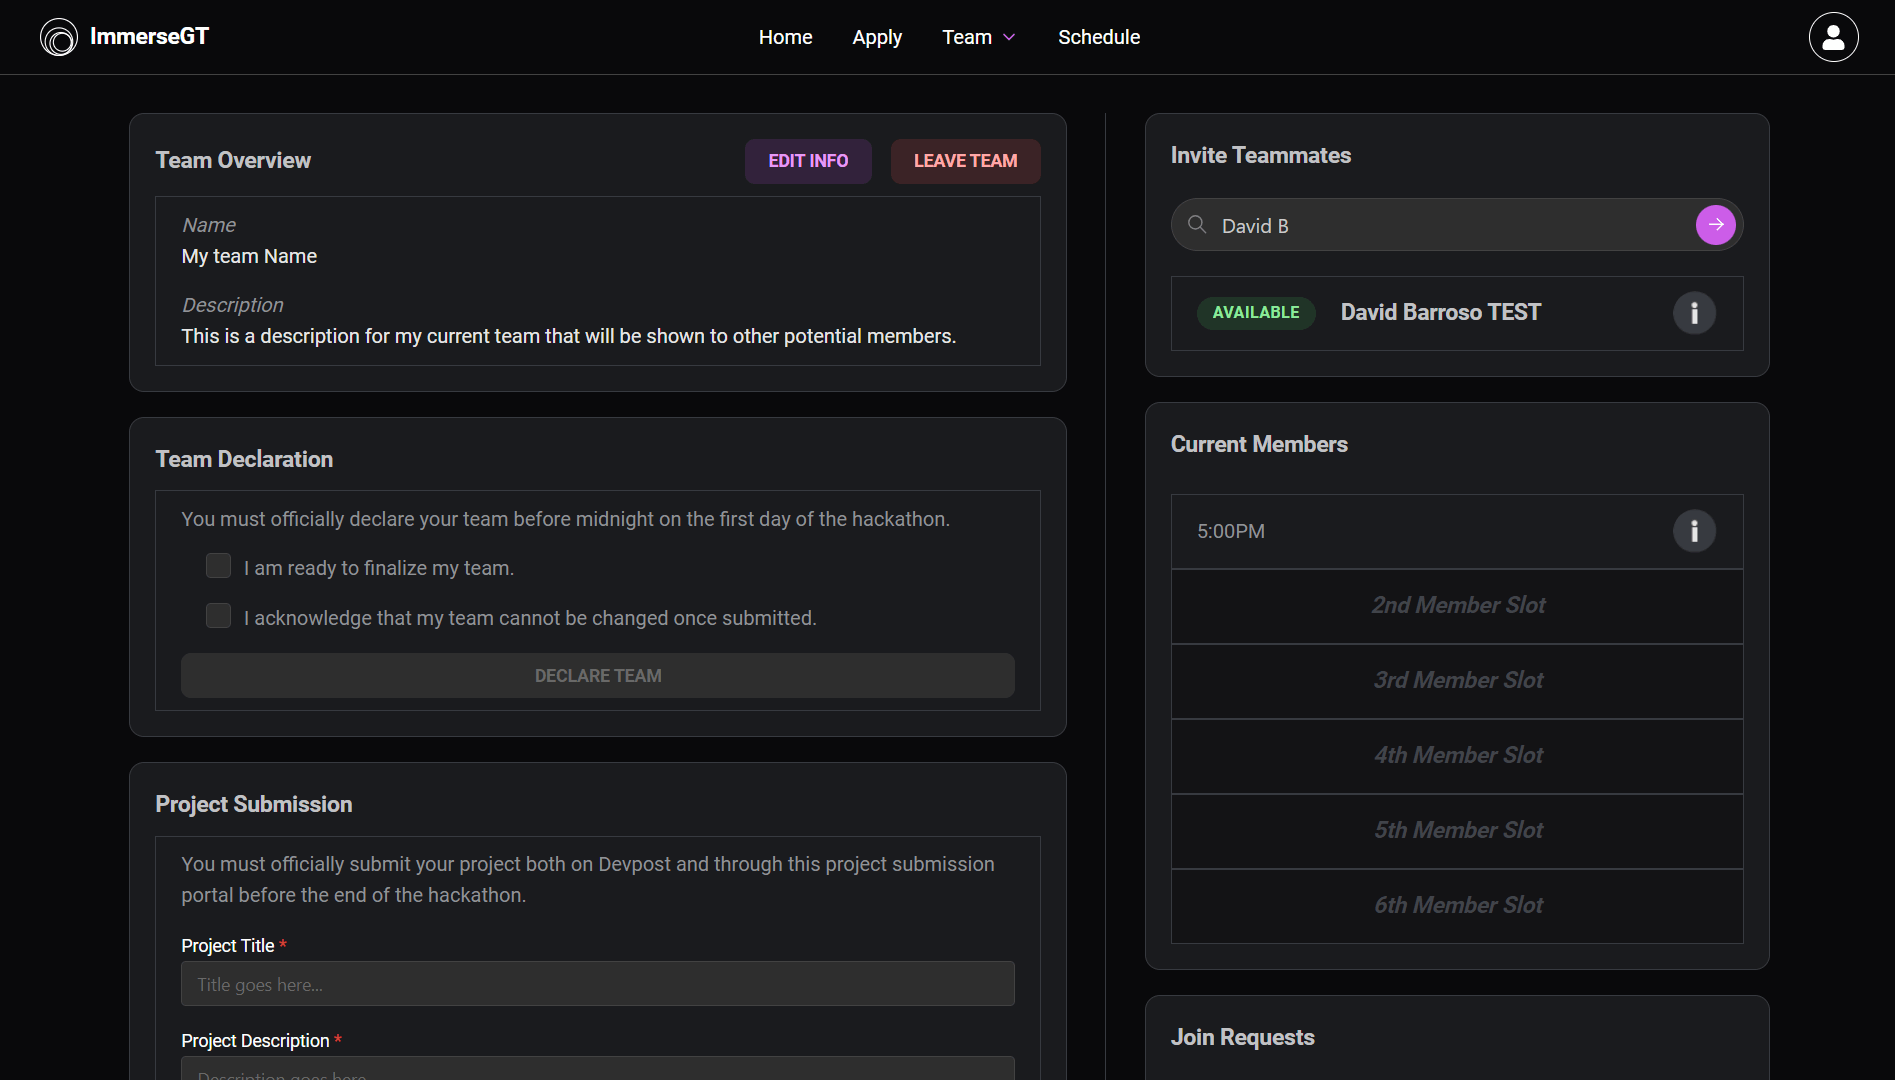 ImmerseGT
Home
Apply
Team
Schedule
Team Overview
EDIT INFO
LEAVE TEAM
Name
My team Name
Description
This is a description for my current team that will be shown to other potential members.
Team Declaration
You must officially declare your team before midnight on the first day of the hackathon.
I am ready to finalize my team.
I acknowledge that my team cannot be changed once submitted.
DECLARE TEAM
Project Submission
You must officially submit your project both on Devpost and through this project submission
portal before the end of the hackathon.
Project Title *
Title goes here...
Project Description *
Description goes here
Invite Teammates
David B
AVAILABLE
David Barroso TEST
Current Members
5:00PM
2nd Member Slot
3rd Member Slot
4th Member Slot
5th Member Slot
6th Member Slot
Join Requests